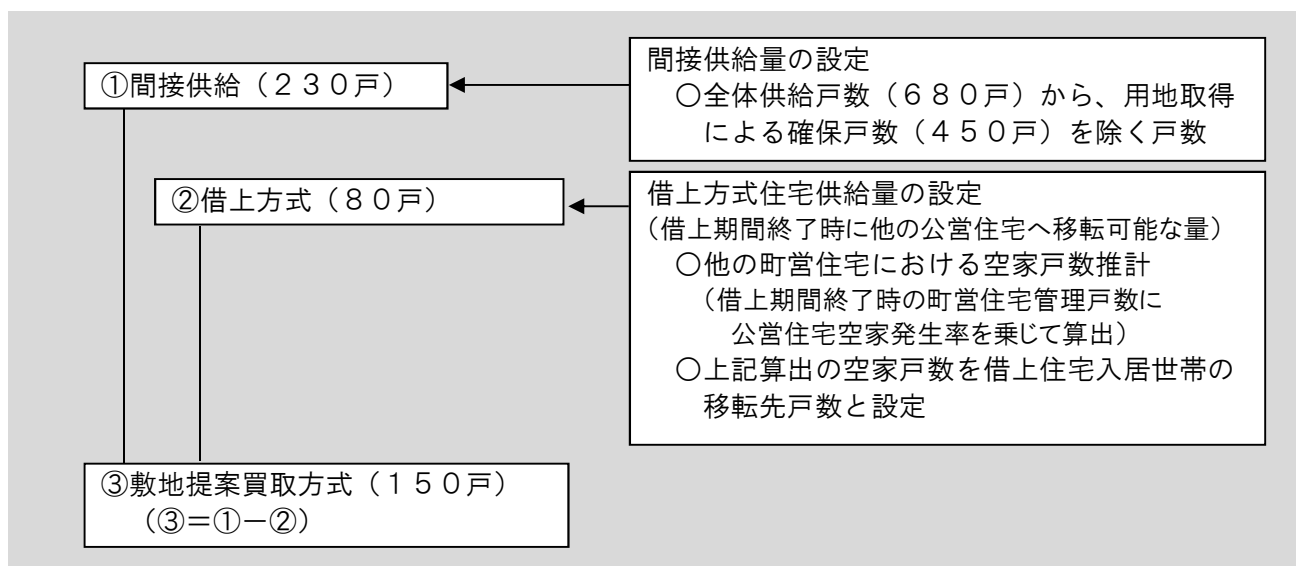 ①間接供給(230戸)
間接供給量の設定
〇全体供給戸数(680戸)から、用地取得
による確保戸数(450戸)を除く戸数
②借上方式(80戸)
借上方式住宅供給量の設定
(借上期間終了時に他の公営住宅へ移転可能な量)
〇他の町営住宅における空家戸数推計
(借上期間終了時の町営住宅管理戸数に
公営住宅空家発生率を乗じて算出)
〇上記算出の空家戸数を借上住宅入居世帯の
移転先戸数と設定
③敷地提案買取方式(150戸)
(③=①-②)